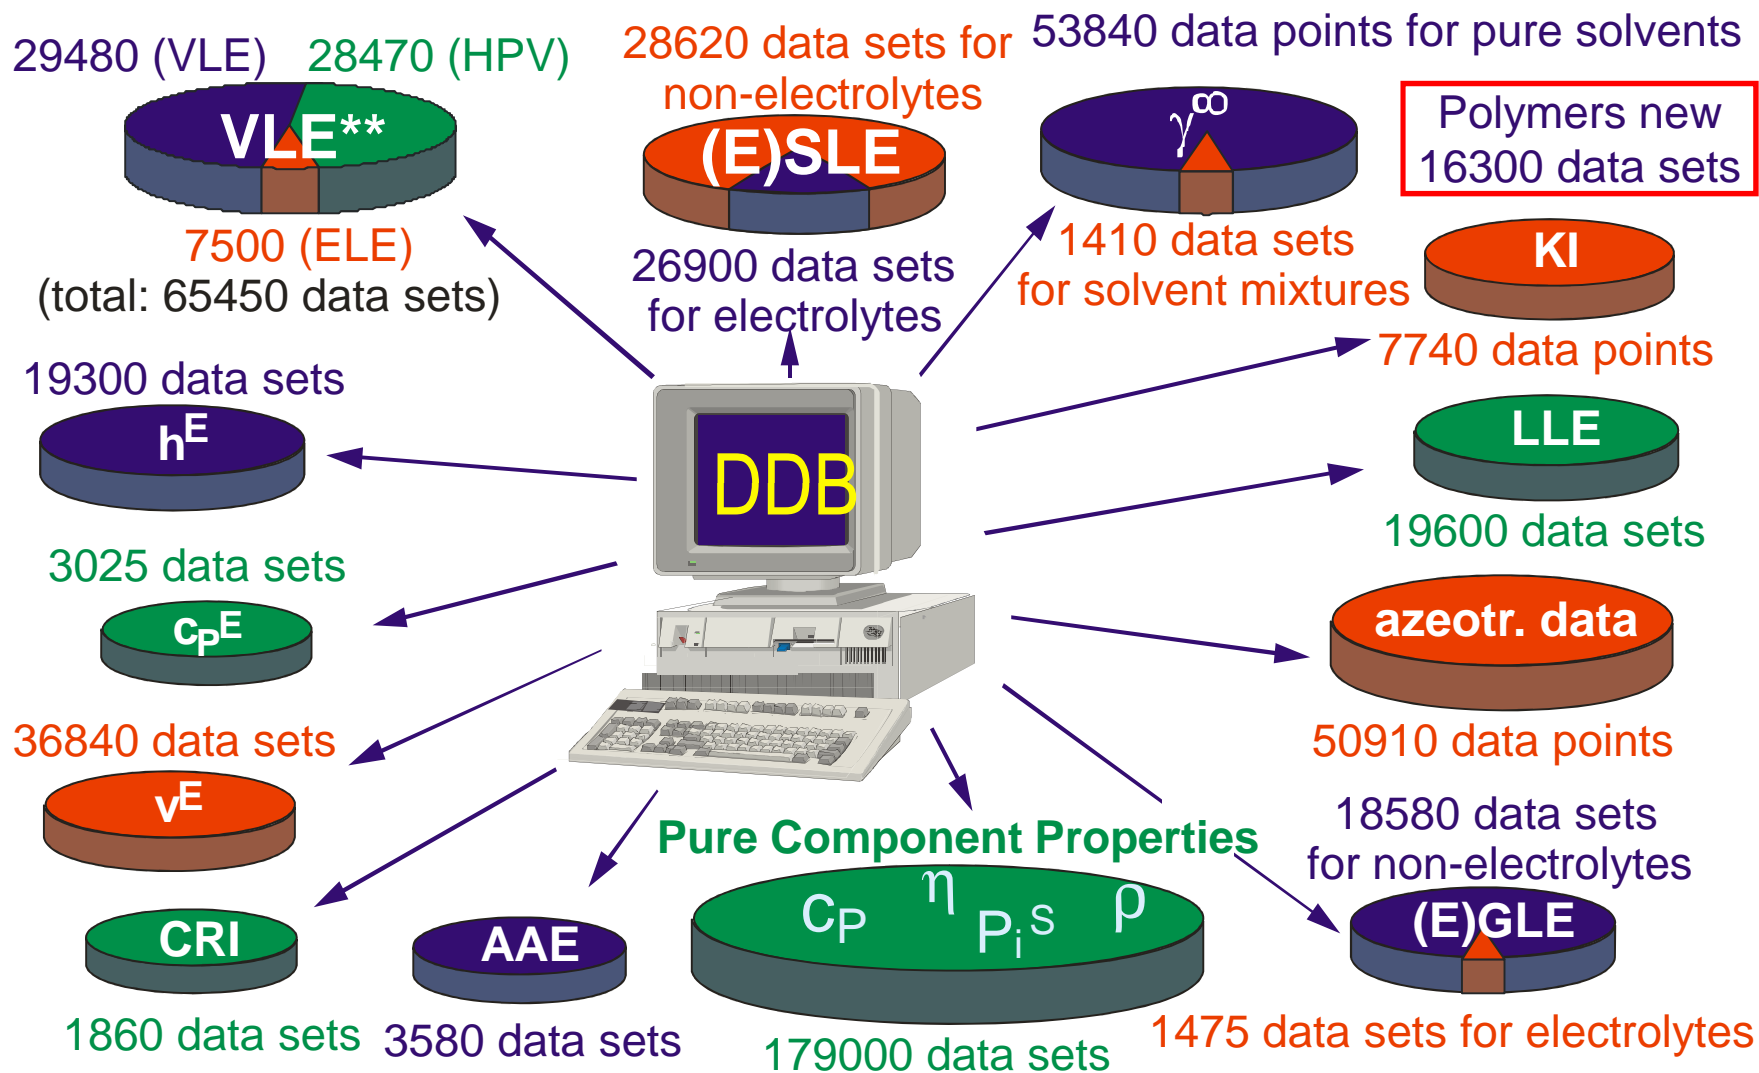 29480 (VLE) 28470 (HPV)
VLE**
7500 (ELE)
(total: 65450 data sets)
28620 data sets for
non-electrolytes
(E)SLE
26900 data sets
for electrolytes
53840 data points for pure solvents
γ∞
1410 data sets
for solvent mixtures
Polymers new
16300 data sets
KI
7740 data points
19300 data sets
hE
DDB
LLE
19600 data sets
3025 data sets
cPE
azeotr. data
50910 data points
36840 data sets
vE
Pure Component Properties
cP η PiS ρ
179000 data sets
18580 data sets
for non-electrolytes
(E)GLE
1475 data sets for electrolytes
CRI
1860 data sets
AAE
3580 data sets